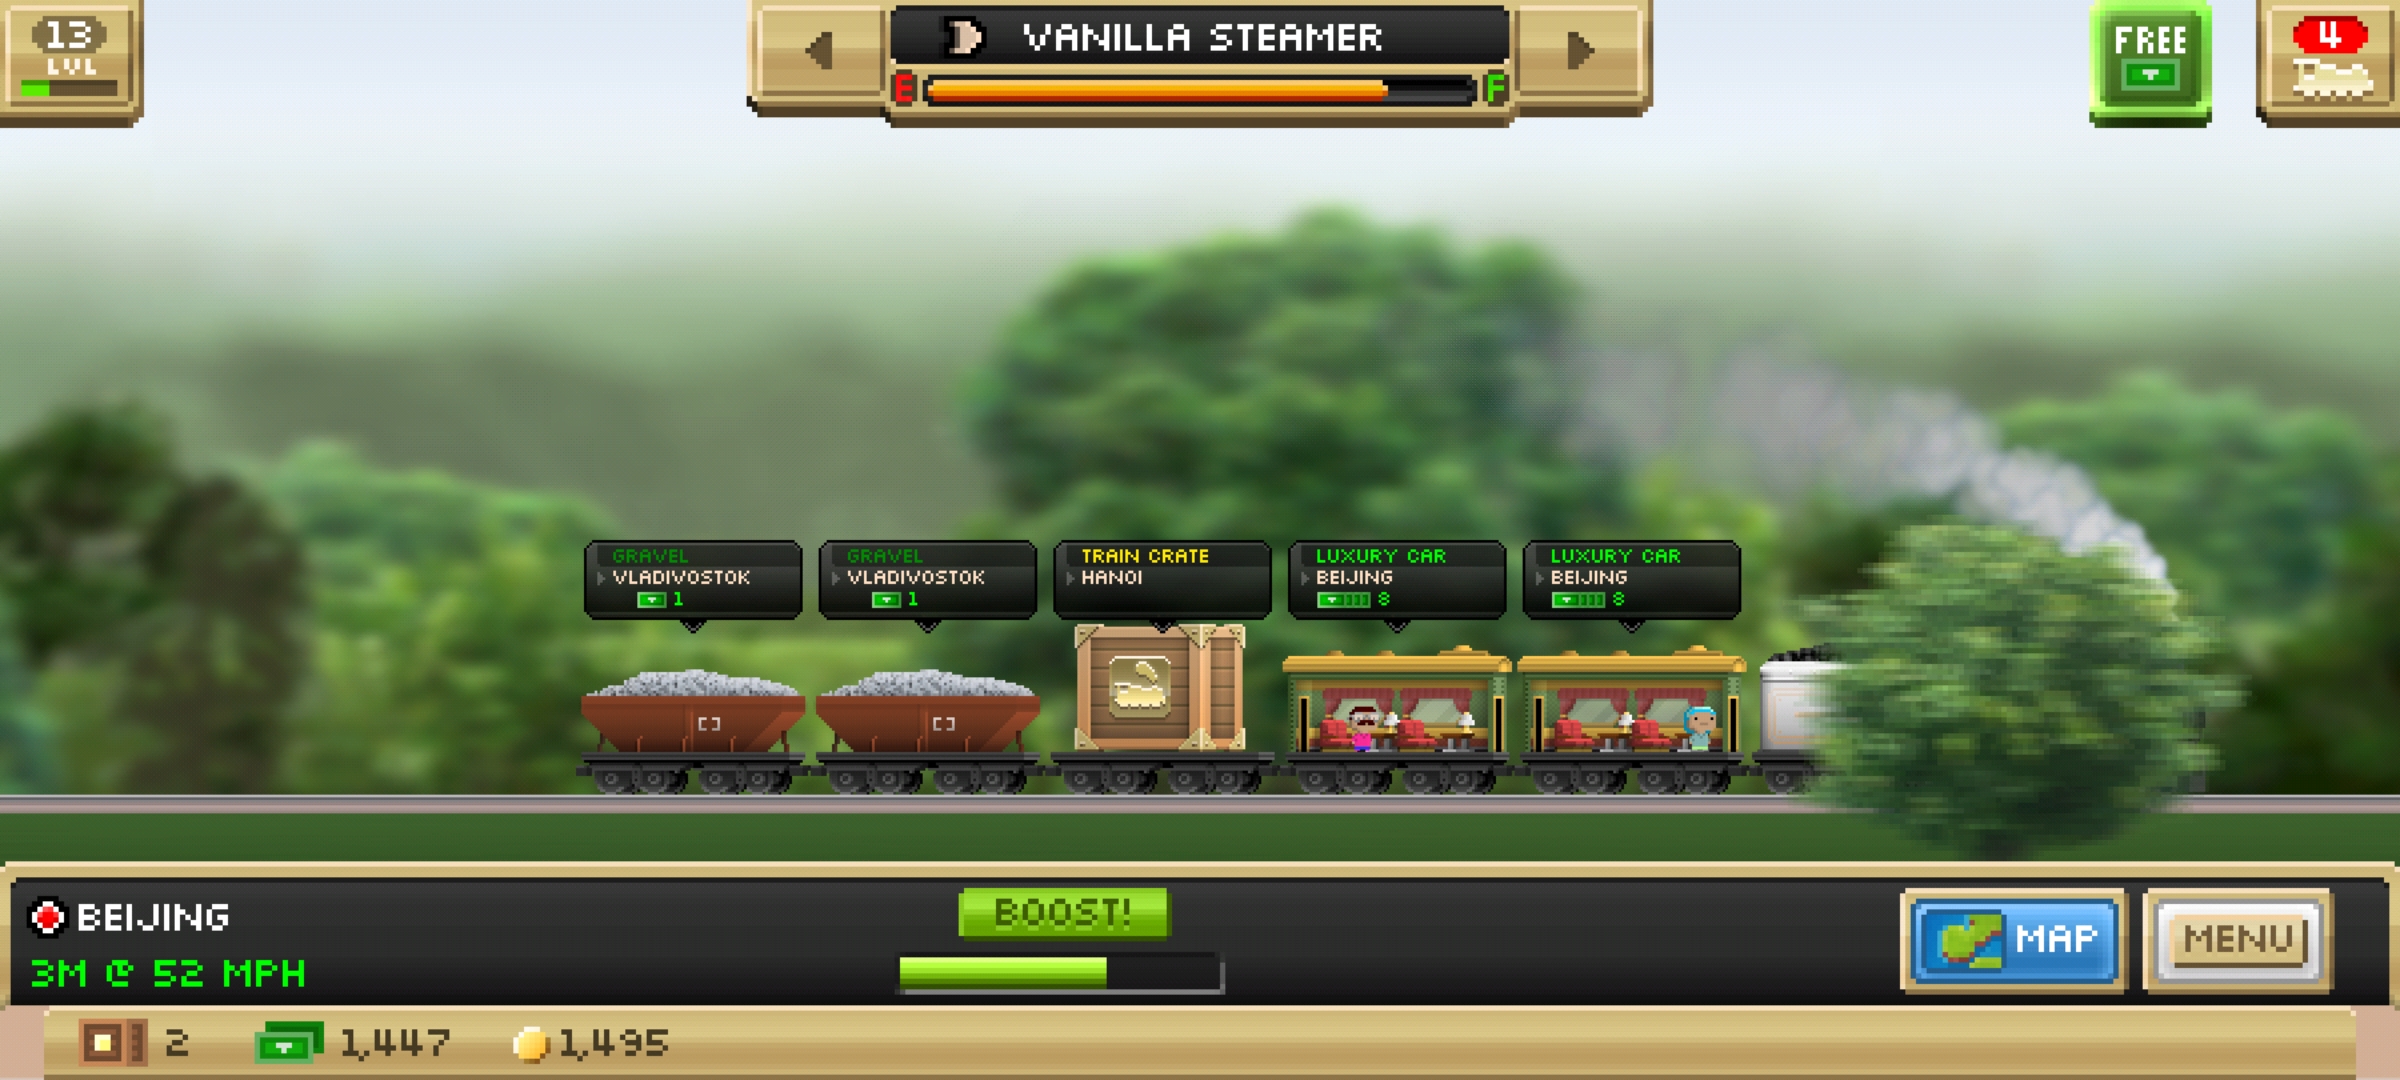 13
LVL
VANILLA STEAMER
E F
FREE
4
GRAVEL
VLADIVOSTOK
1
GRAVEL
VLADIVOSTOK
1
TRAIN CRATE
HANOI
LUXURY CAR
BEIJING
8
LUXURY CAR
BEIJING
8
BEIJING
3M @ 52 MPH
BOOST!
MAP
MENU
2
1,447
1,495